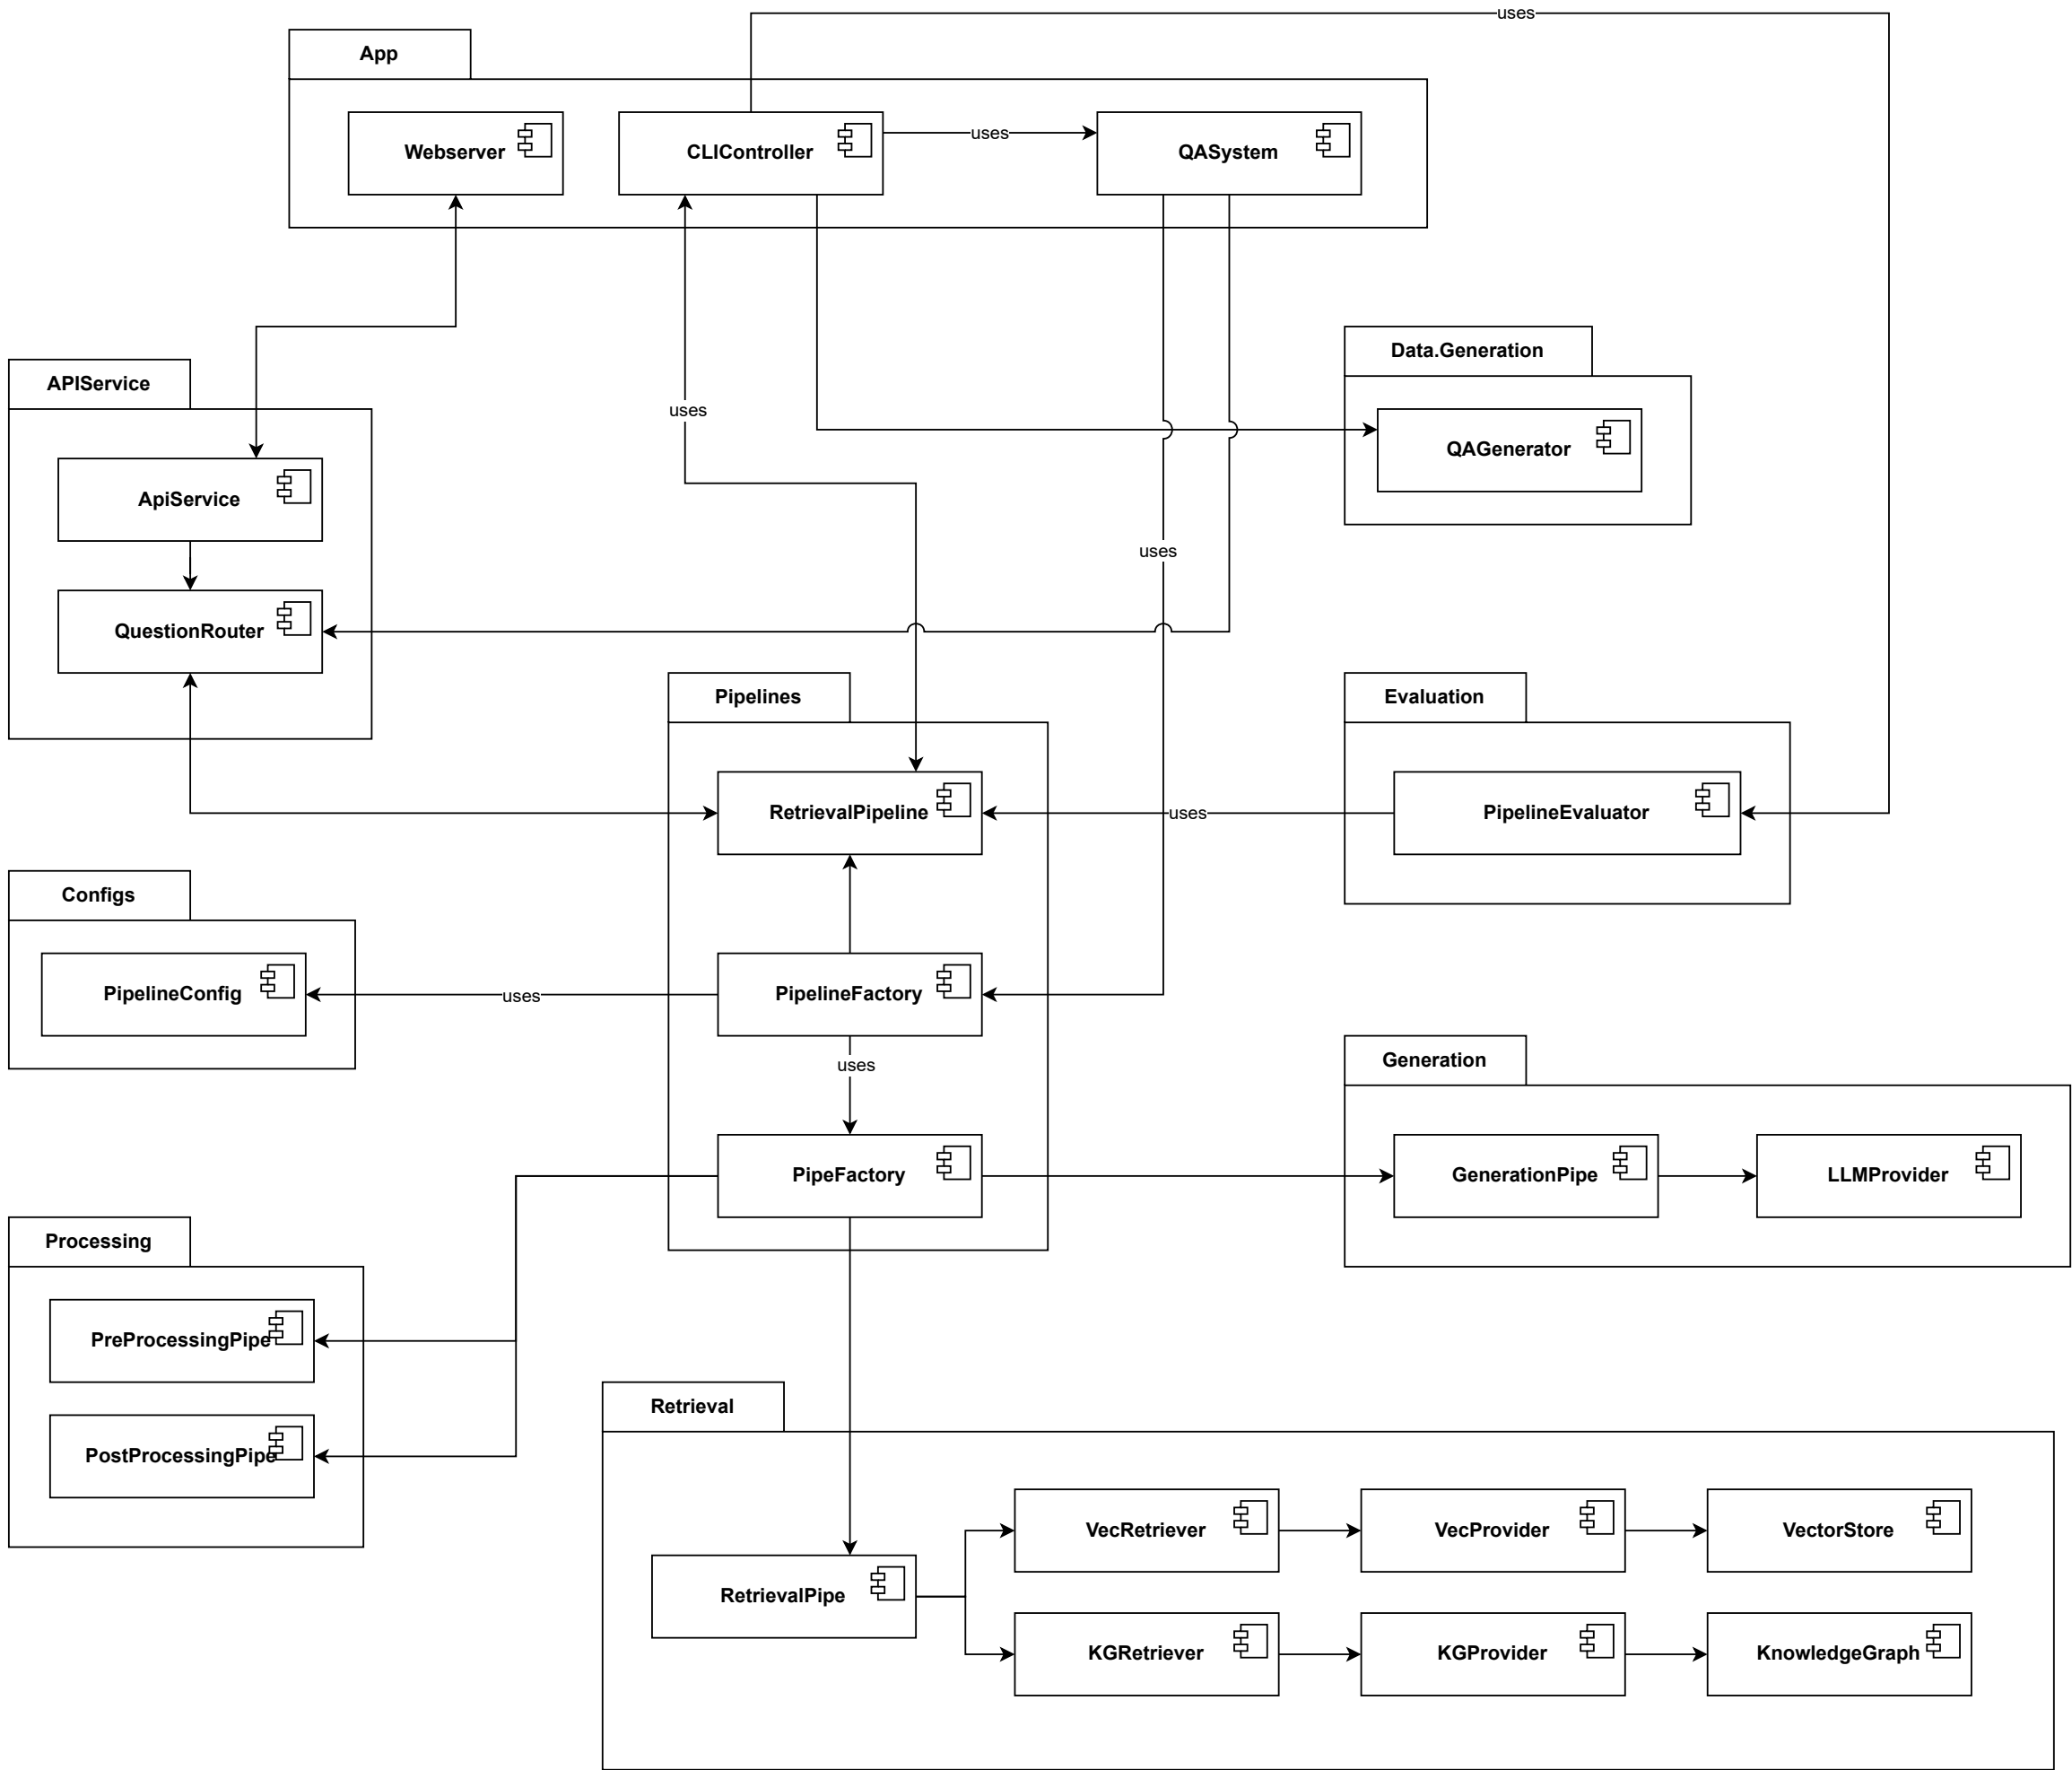 uses
App
Webserver
CLIController
uses
QASystem
Data.Generation
APIService
uses
QAGenerator
ApiService
uses
QuestionRouter
Pipelines
Evaluation
RetrievalPipeline
uses
PipelineEvaluator
Configs
PipelineConfig
uses
PipelineFactory
uses
Generation
PipeFactory
GenerationPipe
LLMProvider
Processing
PreProcessingPipe
Retrieval
PostProcessingPipe
VecRetriever
VecProvider
VectorStore
RetrievalPipe
KGRetriever
KGProvider
KnowledgeGraph